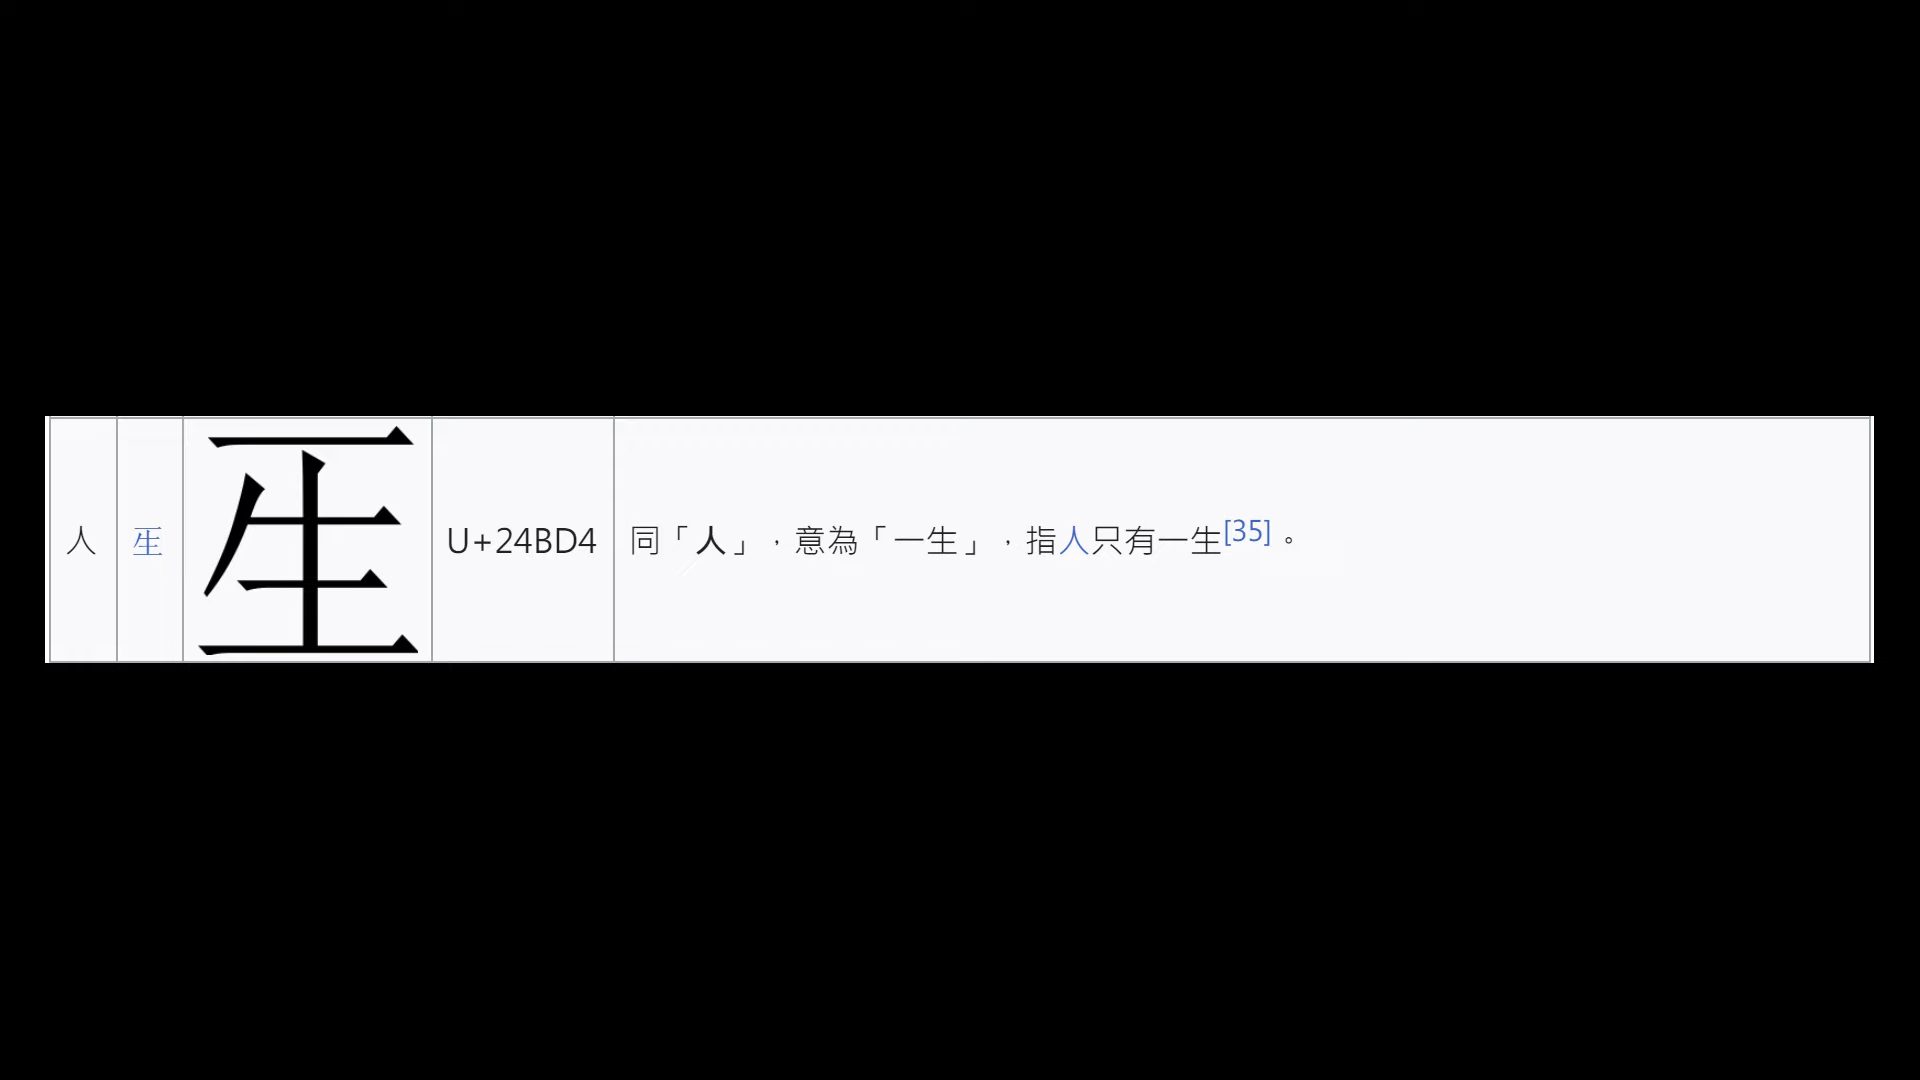 人 𤯔 𤯔 U+24BD4 同「人」，意為「一生」，指人只有一生[35]。